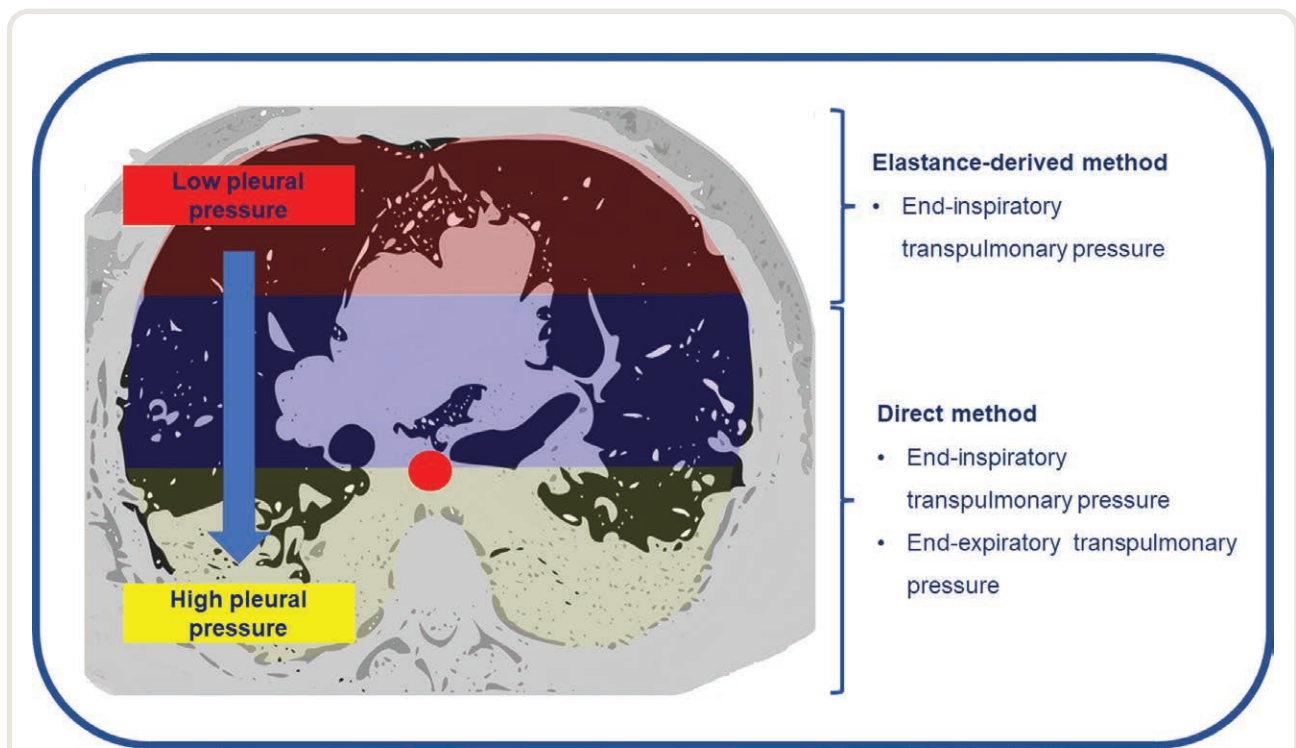 Low pleural
pressure
High pleural
pressure
Elastance-derived method
• End-inspiratory
transpulmonary pressure
Direct method
• End-inspiratory
transpulmonary pressure
• End-expiratory transpulmonary
pressure